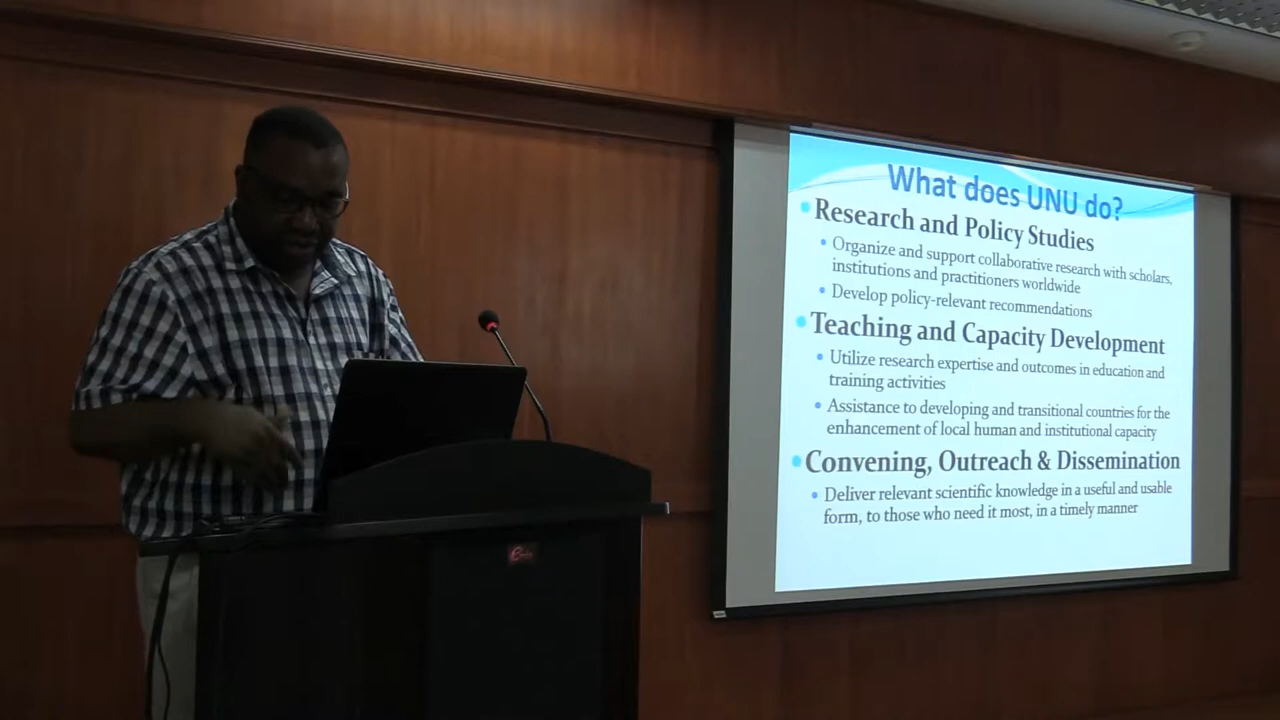 What does UNU do?
Research and Policy Studies
Organize and support collaborative research with scholars,
institutions and practitioners worldwide
Develop policy-relevant recommendations
Teaching and Capacity Development
Utilize research expertise and outcomes in education and
training activities
Assistance to developing and transitional countries for the
enhancement of local human and institutional capacity
Convening, Outreach & Dissemination
Deliver relevant scientific knowledge in a useful and usable
form, to those who need it most, in a timely manner